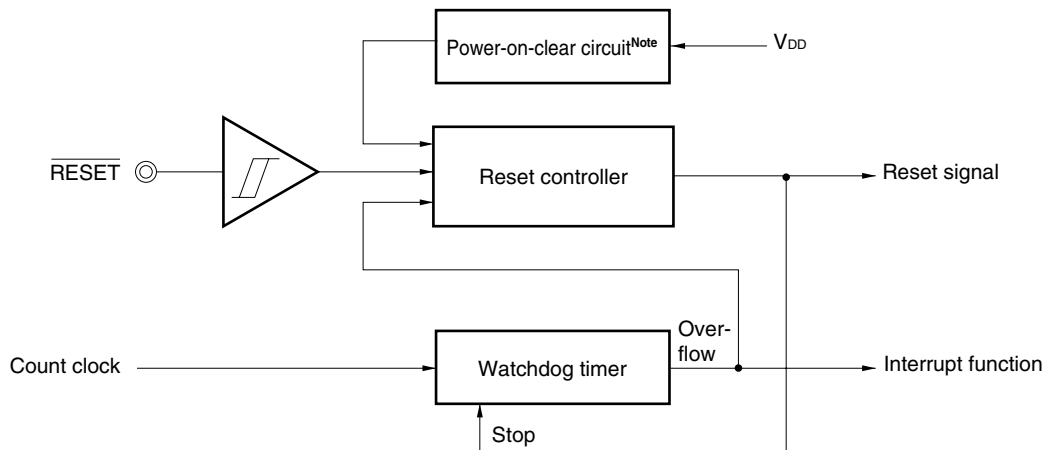 Power-on-clear circuitNote
VDD
RESET
Reset controller
Reset signal
Over-
flow
Count clock
Watchdog timer
Interrupt function
Stop